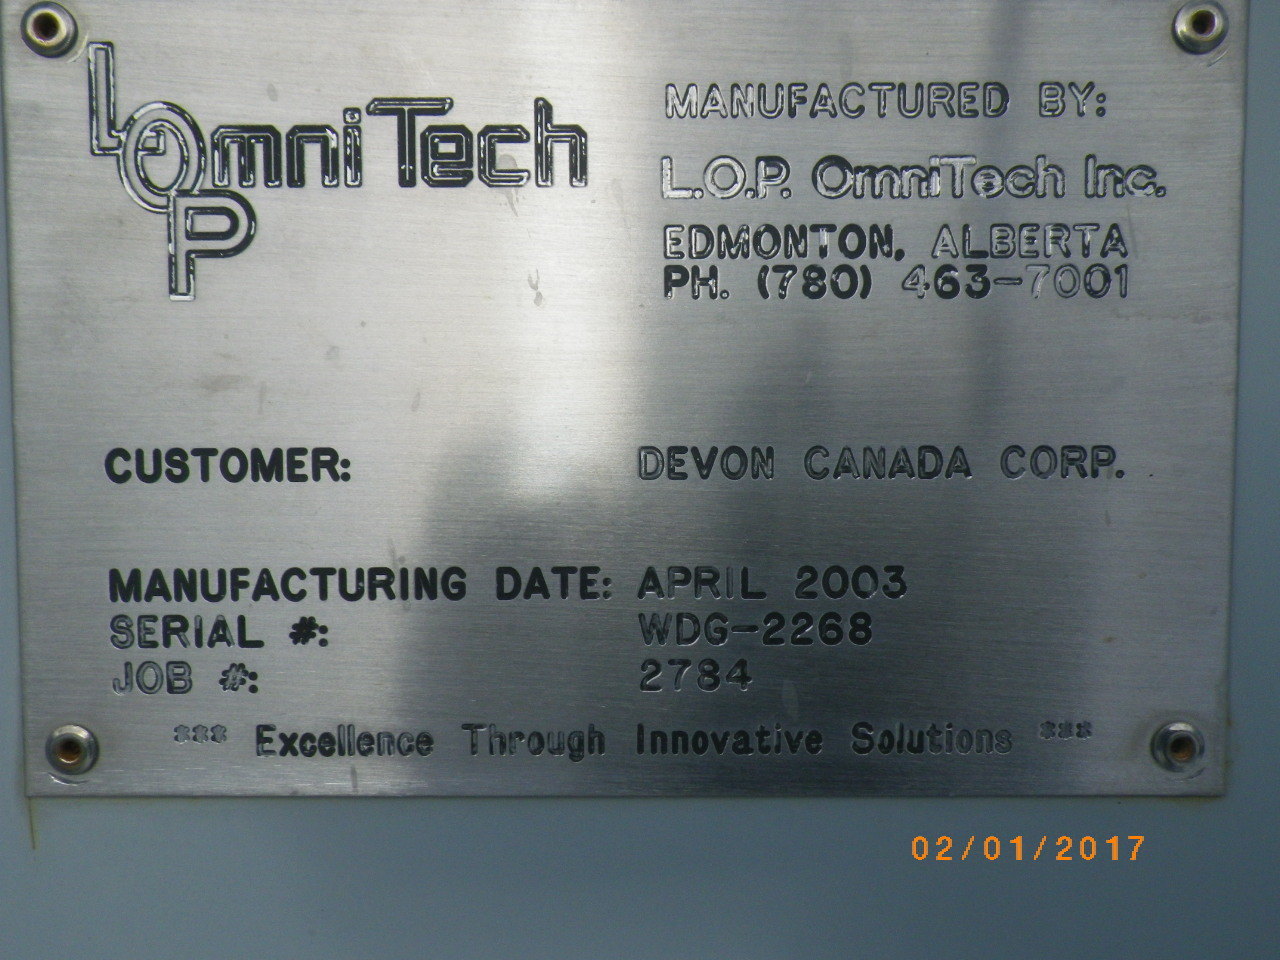 LOP OmniTech
MANUFACTURED BY:
L.O.P. OmniTech Inc.
EDMONTON, ALBERTA
PH. (780) 463-7001
CUSTOMER: DEVON CANADA CORP.
MANUFACTURING DATE: APRIL 2003
SERIAL #: WDG-2268
JOB #: 2784
*** Excellence Through Innovative Solutions ***
02/01/2017